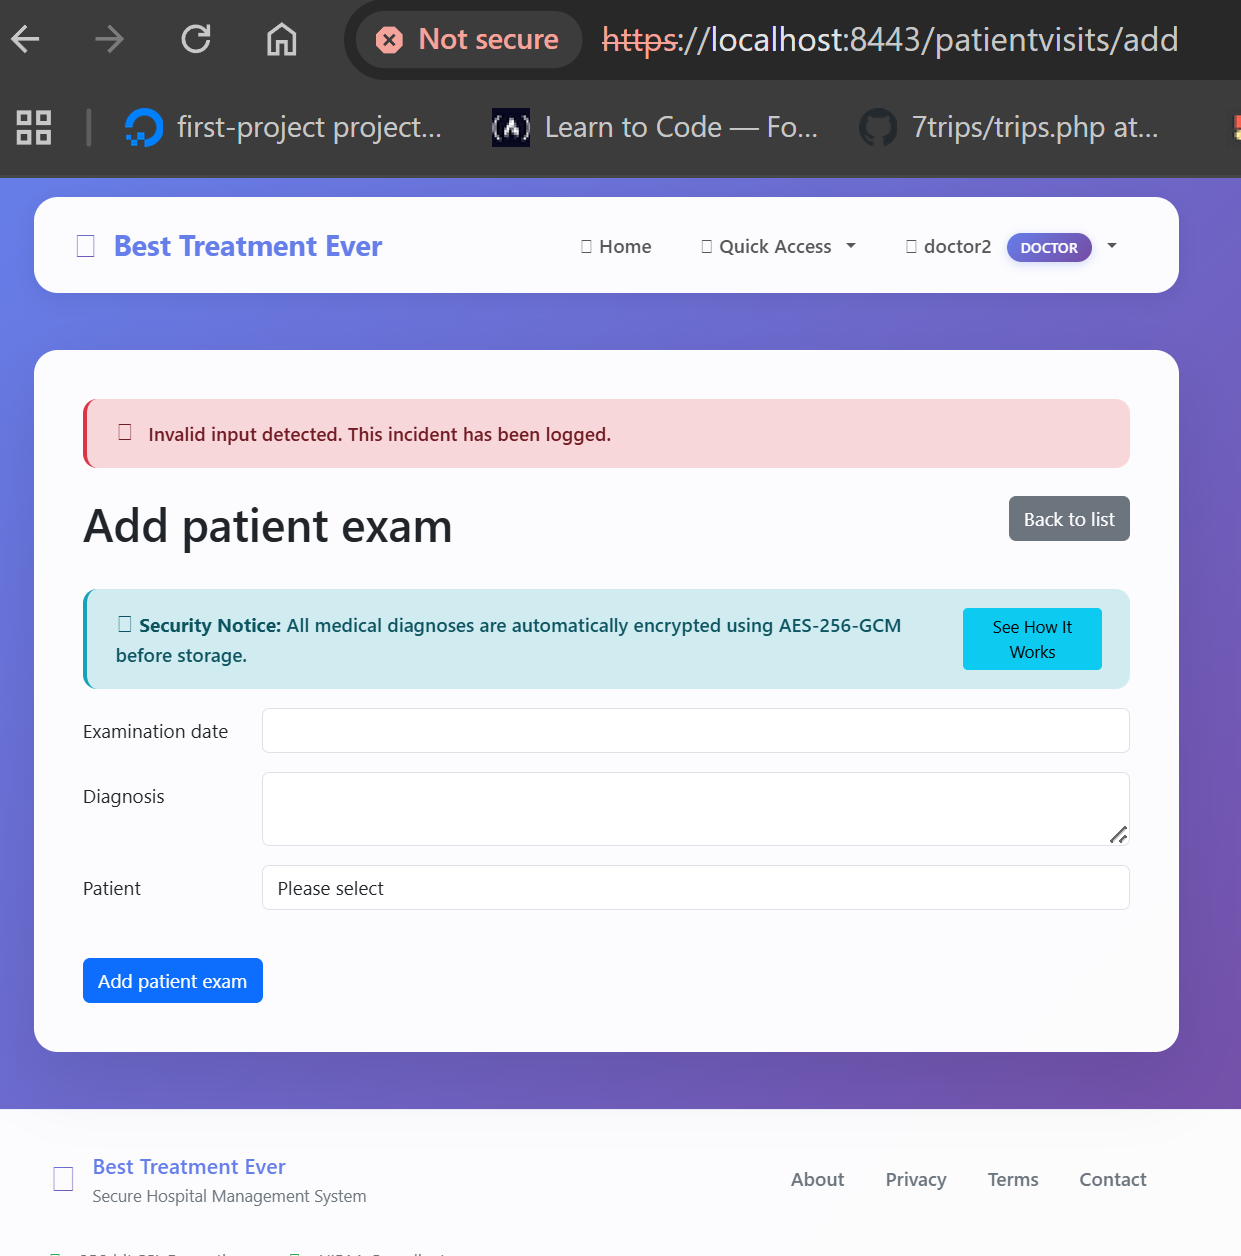 Not secure https://localhost:8443/patientvisits/add
first-project project... Learn to Code — Fo... 7trips/trips.php at...
Best Treatment Ever Home Quick Access doctor2 DOCTOR
Invalid input detected. This incident has been logged.
Add patient exam Back to list
Security Notice: All medical diagnoses are automatically encrypted using AES-256-GCM
before storage.
See How It
Works
Examination date
Diagnosis
Patient Please select
Add patient exam
Best Treatment Ever
Secure Hospital Management System
About Privacy Terms Contact